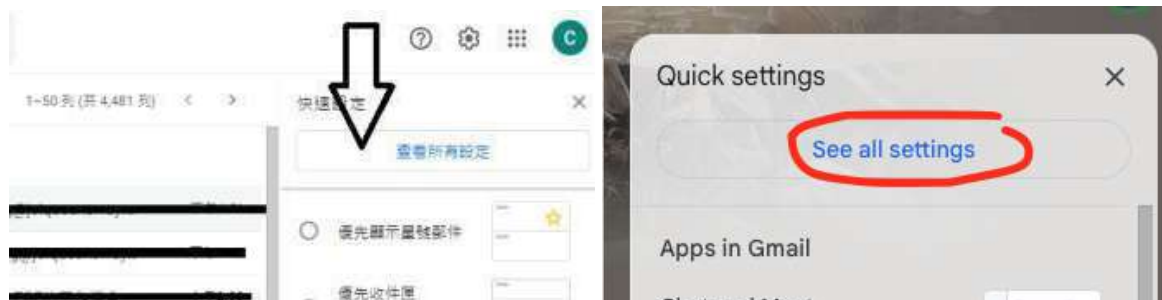 C
1-50 列 (共 4,481 列)
快速設定
查看所有設定
優先顯示星號郵件
優先收件匣
Quick settings
See all settings
Apps in Gmail